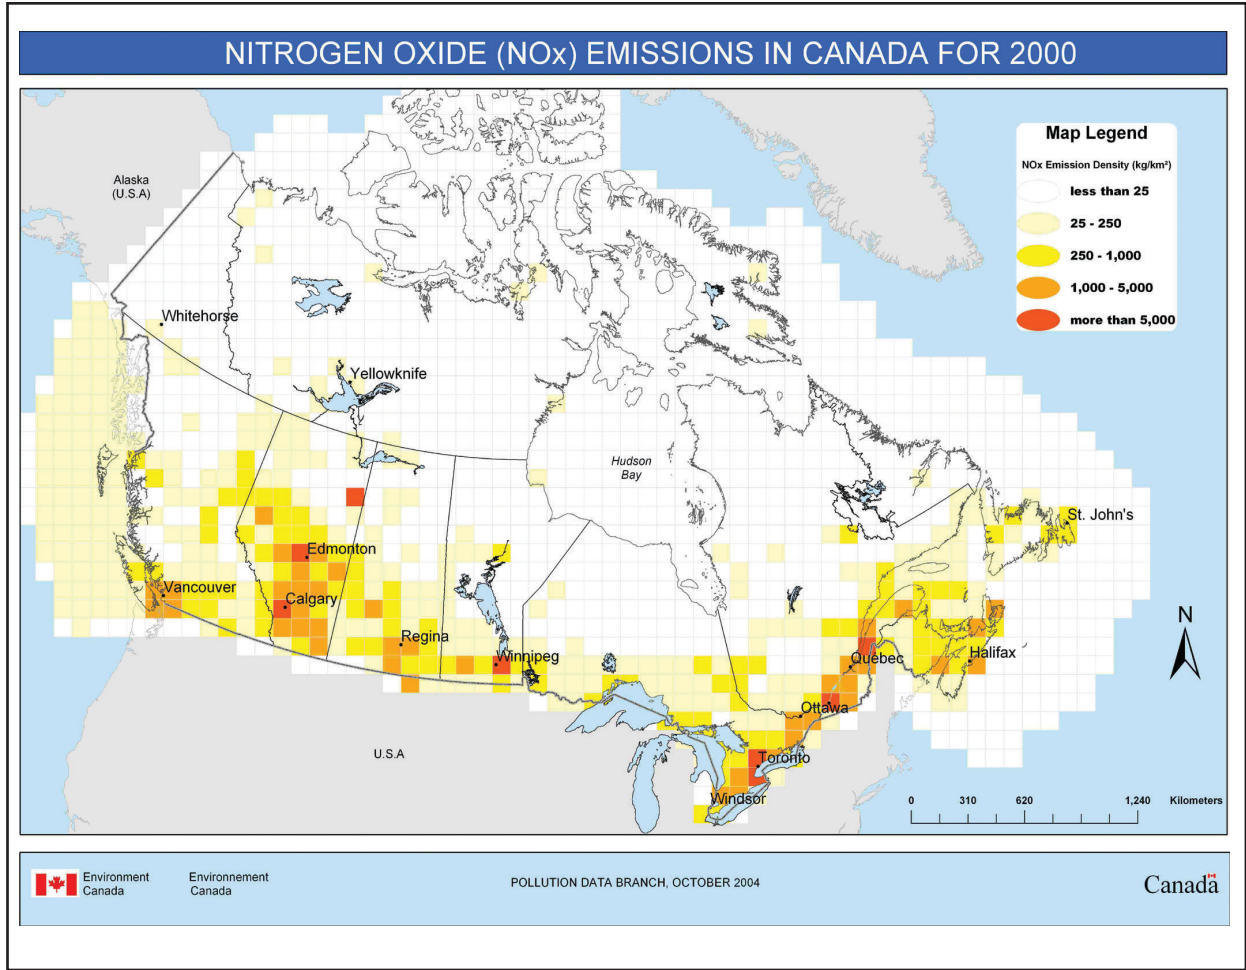 NITROGEN OXIDE (NOx) EMISSIONS IN CANADA FOR 2000
Map Legend
NOx Emission Density (kg/km²)
less than 25
25 - 250
250 - 1,000
1,000 - 5,000
more than 5,000
Alaska
(U.S.A)
Whitehorse
Yellowknife
Hudson
Bay
St. John's
Edmonton
Vancouver
Calgary
Regina
Winnipeg
Québec
Halifax
N
Ottawa
U.S.A
Toronto
Windsor
0 310 620 1,240 Kilometers
Environment
Canada
Environnement
Canada
POLLUTION DATA BRANCH, OCTOBER 2004
Canada